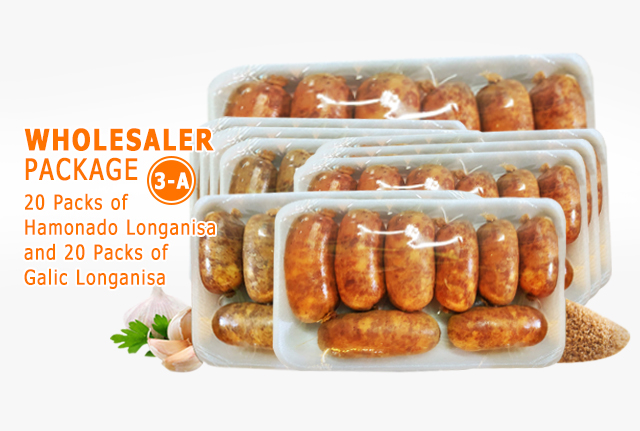 WHOLESALER
PACKAGE 3-A
20 Packs of
Hamonado Longanisa
and 20 Packs of
Galic Longanisa